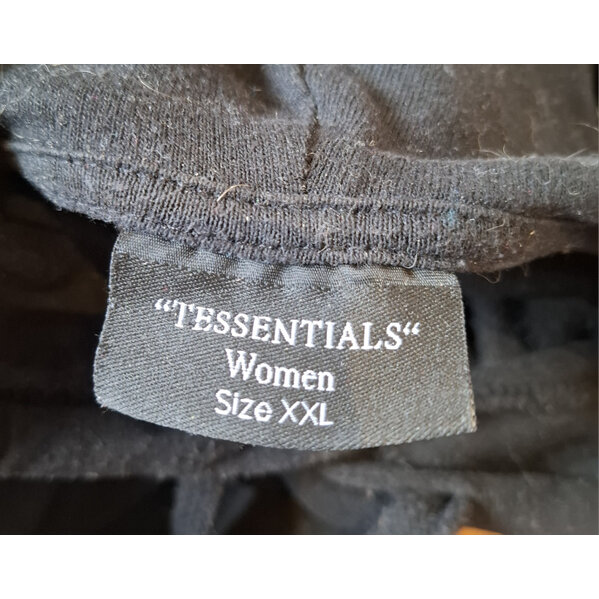 “TESSENTIALS“
Women
Size XXL